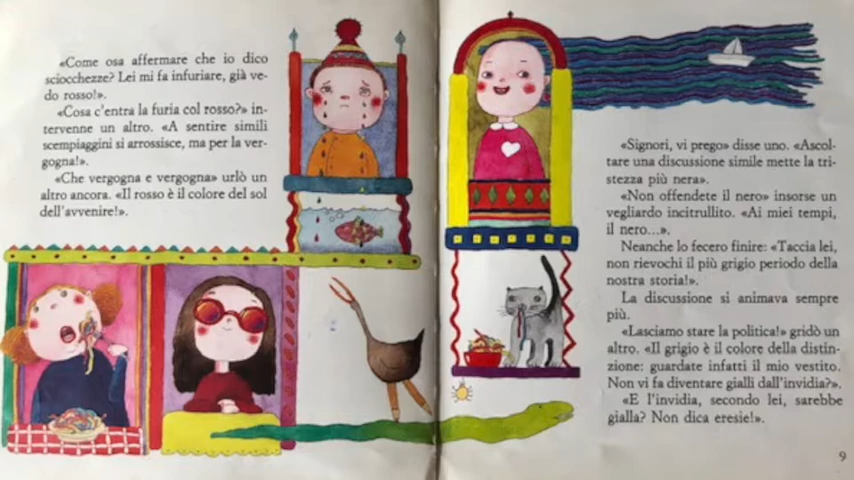 «Come osa affermare che io dico
sciocchezze? Lei mi fa infuriare, già ve-
do rosso!».
«Cosa c'entra la furia col rosso?» in-
tervenne un altro. «A sentire simili
scempiaggini si arrossisce, ma per la ver-
gogna!».
«Che vergogna e vergogna» urlò un
altro ancora. «Il rosso è il colore del sol
dell'avvenire!».
«Signori, vi prego» disse uno. «Ascol-
tare una discussione simile mette la tri-
stezza più nera».
«Non offendete il nero» insorse un
vegliardo incitrullito. «Ai miei tempi,
il nero...».
Neanche lo fecero finire: «Taccia lei,
non rievochi il più grigio periodo della
nostra storia!».
La discussione si animava sempre
più.
«Lasciamo stare la politica!» gridò un
altro. «Il grigio è il colore della distin-
zione: guardate infatti il mio vestito.
Non vi fa diventare gialli dall'invidia?».
«E l'invidia, secondo lei, sarebbe
gialla? Non dica eresie!».
9